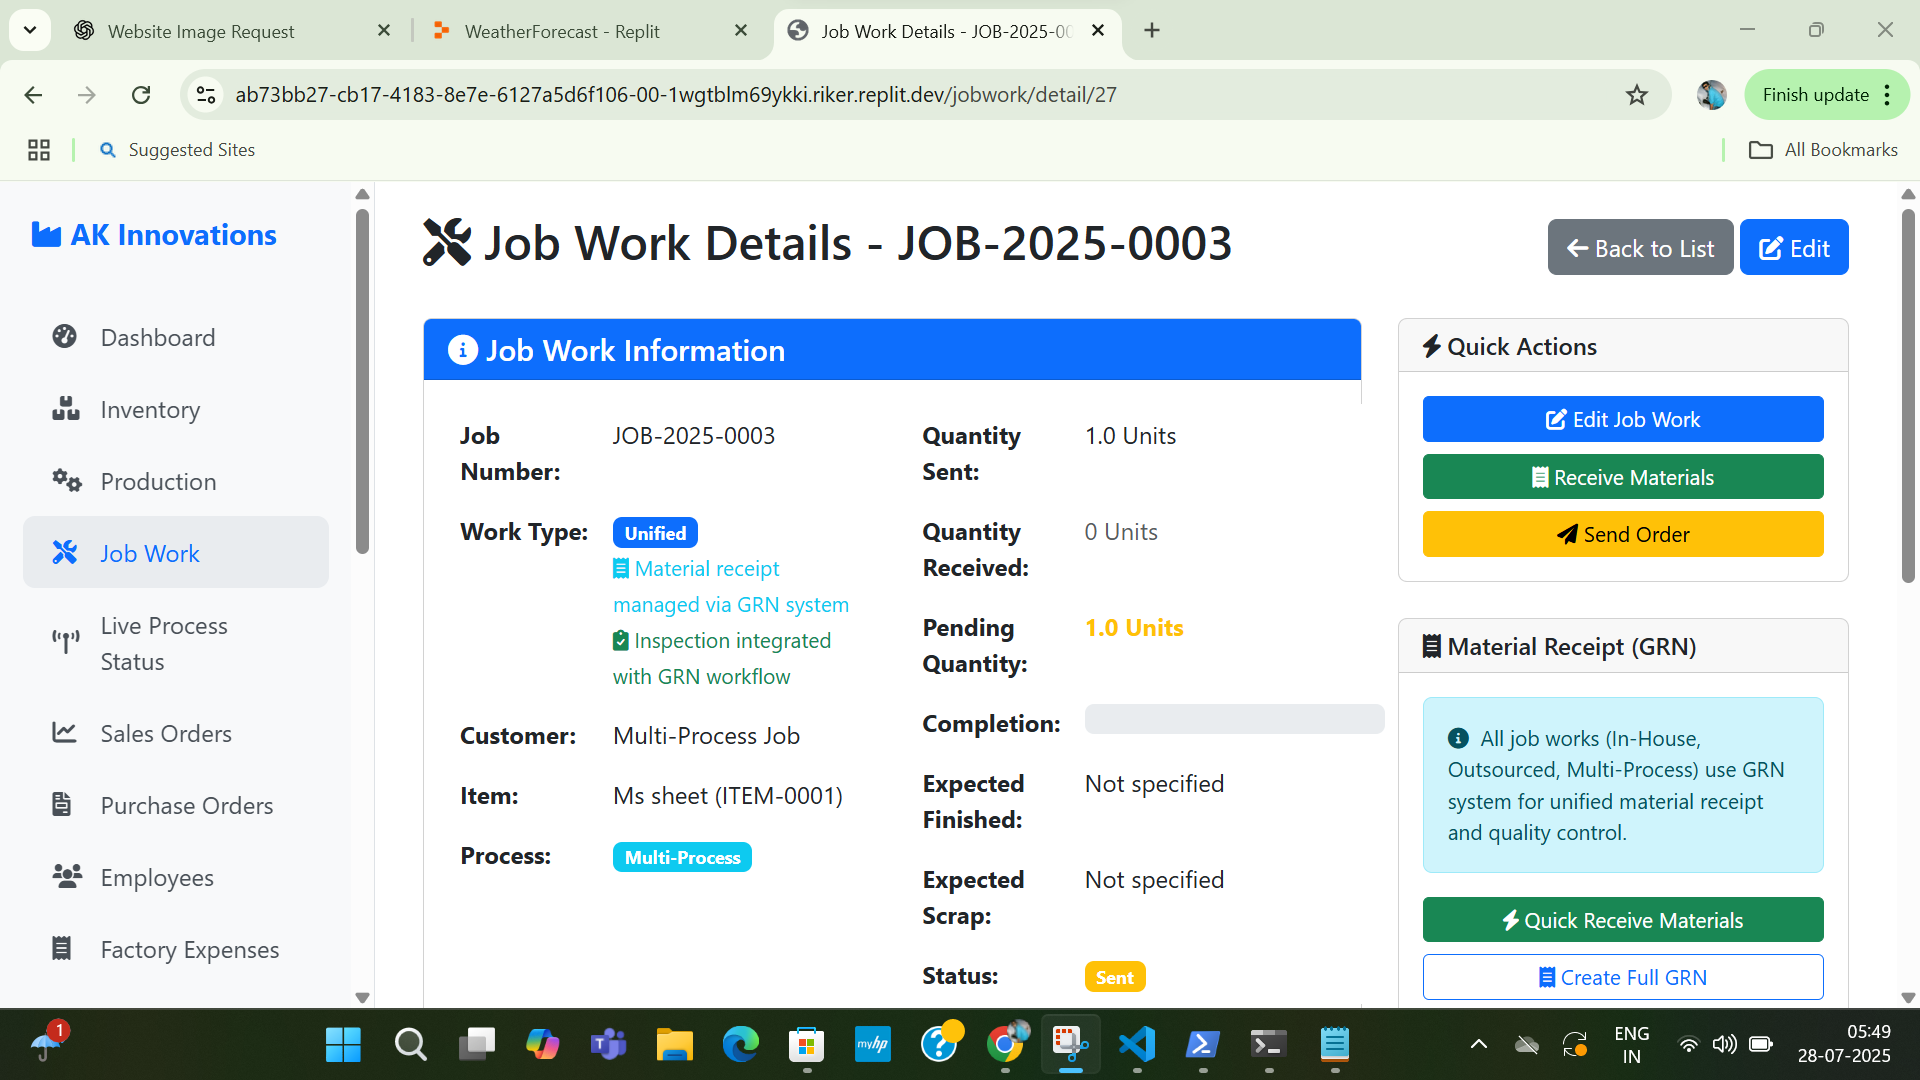 Website Image Request
WeatherForecast - Replit
Job Work Details - JOB-2025-00
ab73bb27-cb17-4183-8e7e-6127a5d6f106-00-1wgtblm69ykki.riker.replit.dev/jobwork/detail/27
Finish update
Suggested Sites
All Bookmarks
AK Innovations
Dashboard
Inventory
Production
Job Work
Live Process
Status
Sales Orders
Purchase Orders
Employees
Factory Expenses
Job Work Details - JOB-2025-0003
Back to List
Edit
Job Work Information
Job
Number:
JOB-2025-0003
Work Type:
Unified
Material receipt
managed via GRN system
Inspection integrated
with GRN workflow
Customer:
Multi-Process Job
Item:
Ms sheet (ITEM-0001)
Process:
Multi-Process
Quantity
Sent:
1.0 Units
Quantity
Received:
0 Units
Pending
Quantity:
1.0 Units
Completion:
Expected
Finished:
Not specified
Expected
Scrap:
Not specified
Status:
Sent
Quick Actions
Edit Job Work
Receive Materials
Send Order
Material Receipt (GRN)
All job works (In-House,
Outsourced, Multi-Process) use GRN
system for unified material receipt
and quality control.
Quick Receive Materials
Create Full GRN
1
myhp
ENG
IN
05:49
28-07-2025